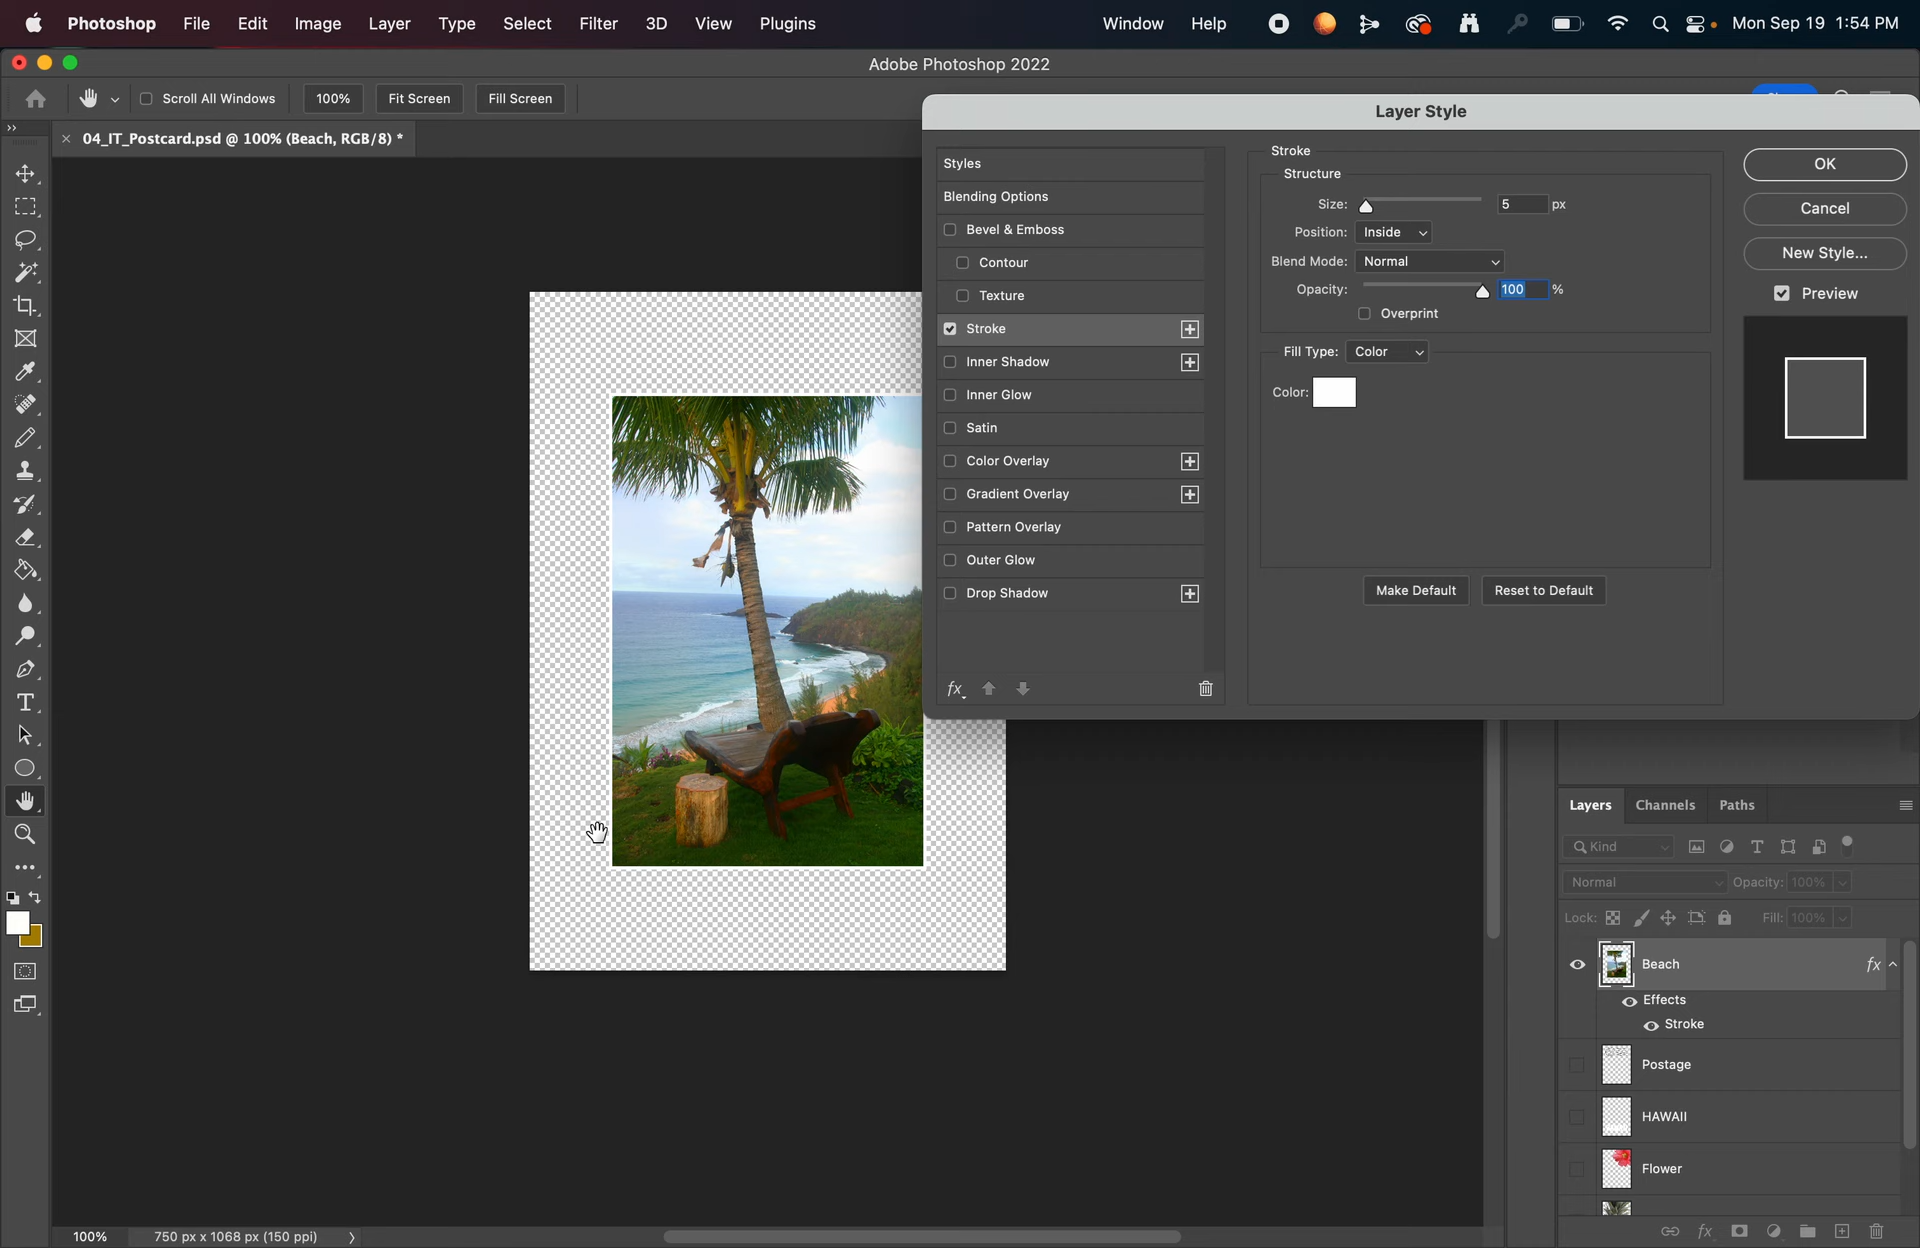 Photoshop File Edit Image Layer Type Select Filter 3D View Plugins Window Help Mon Sep 19 1:54 PM
Adobe Photoshop 2022
Scroll All Windows 100% Fit Screen Fill Screen
04_IT_Postcard.psd @ 100% (Beach, RGB/8) *
Layer Style
Styles
Blending Options
Bevel & Emboss
Contour
Texture
Stroke
Inner Shadow
Inner Glow
Satin
Color Overlay
Gradient Overlay
Pattern Overlay
Outer Glow
Drop Shadow
fx
Stroke
Structure
Size: 5 px
Position: Inside
Blend Mode: Normal
Opacity: 100 %
Overprint
Fill Type: Color
Color:
Make Default Reset to Default
OK
Cancel
New Style...
Preview
Layers Channels Paths
Kind
Normal Opacity: 100%
Lock: Fill: 100%
Beach fx
Effects
Stroke
Postage
HAWAII
Flower
fx
100% 750 px x 1068 px (150 ppi)